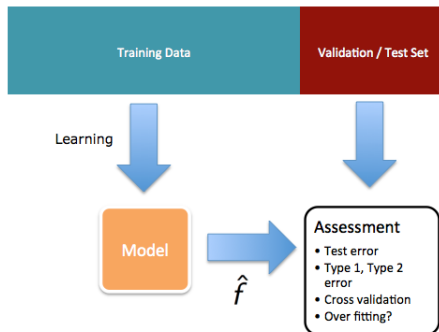 Training Data
Validation / Test Set
Learning
Model
f̂
Assessment
• Test error
• Type 1, Type 2
error
• Cross validation
• Over fitting?